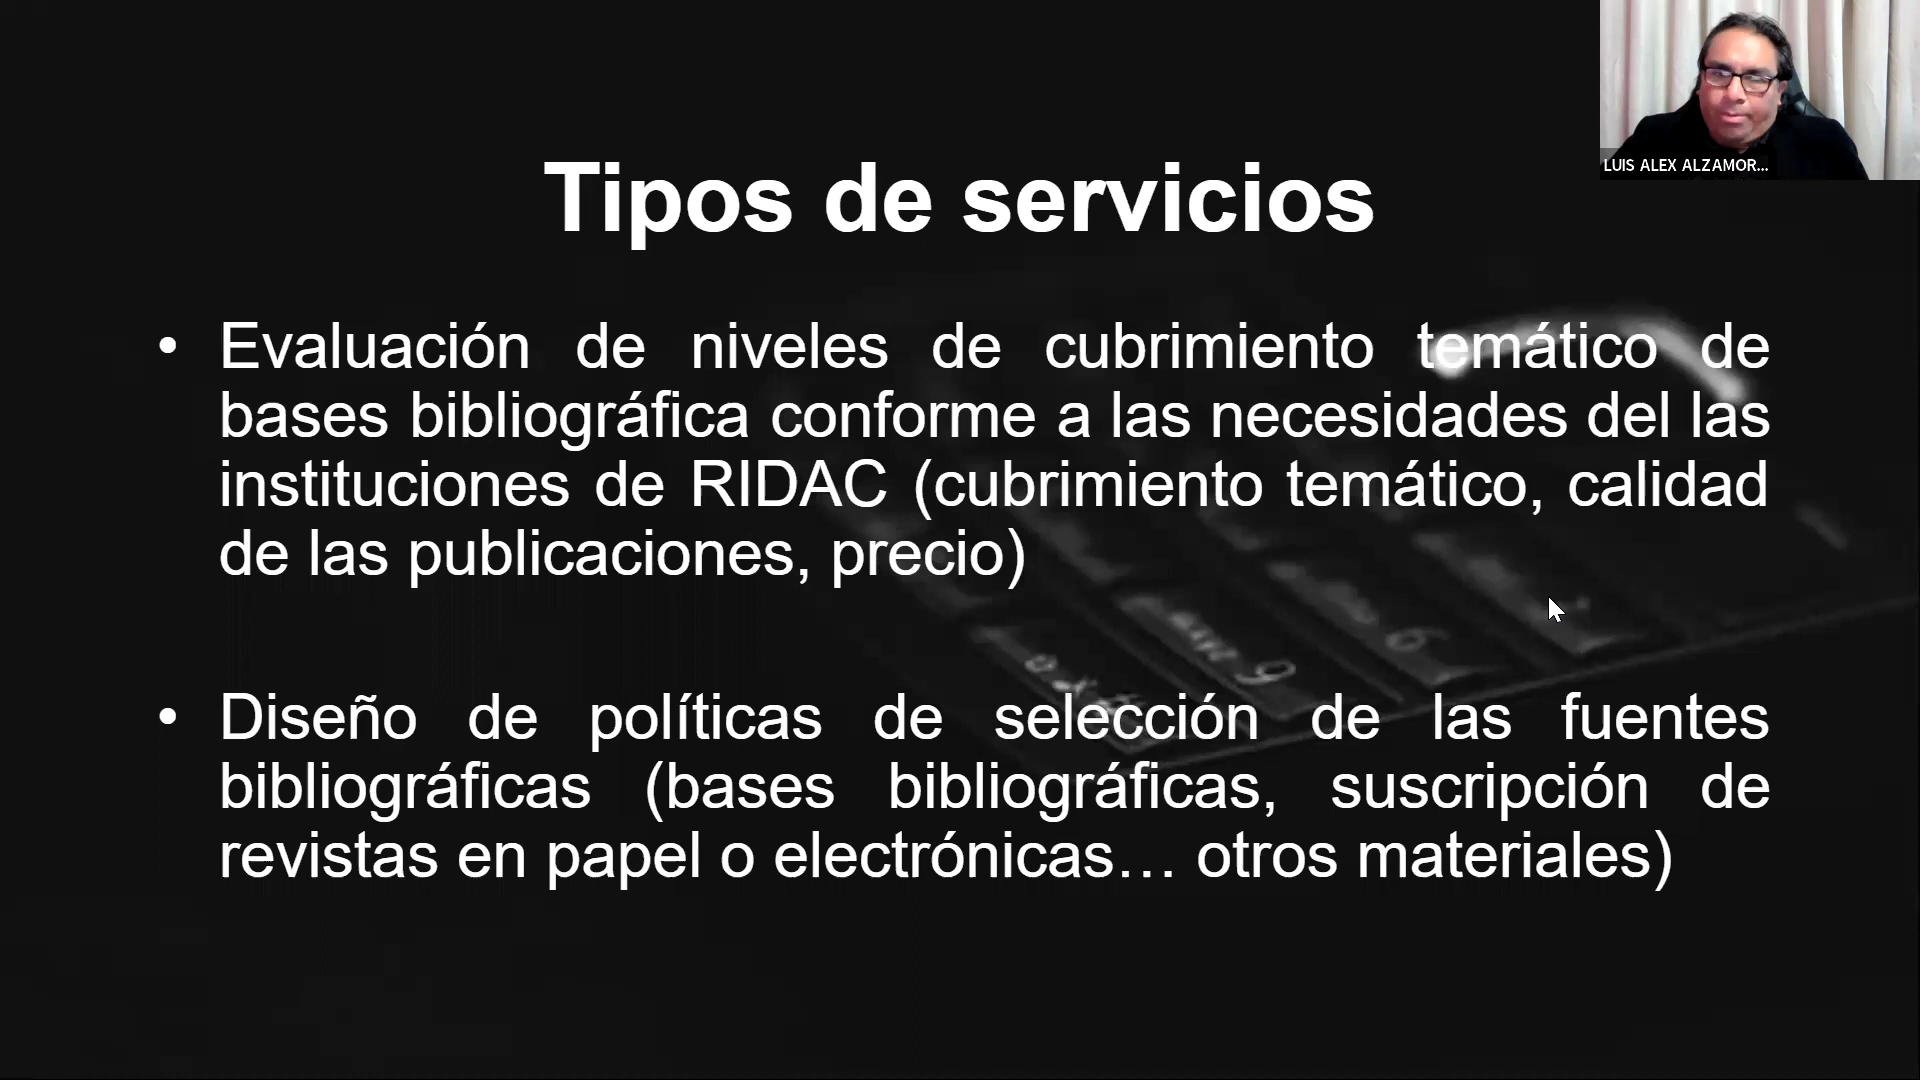 LUIS ALEX ALZAMOR...
Tipos de servicios
• Evaluación de niveles de cubrimiento temático de
bases bibliográfica conforme a las necesidades del las
instituciones de RIDAC (cubrimiento temático, calidad
de las publicaciones, precio)
• Diseño de políticas de selección de las fuentes
bibliográficas (bases bibliográficas, suscripción de
revistas en papel o electrónicas… otros materiales)